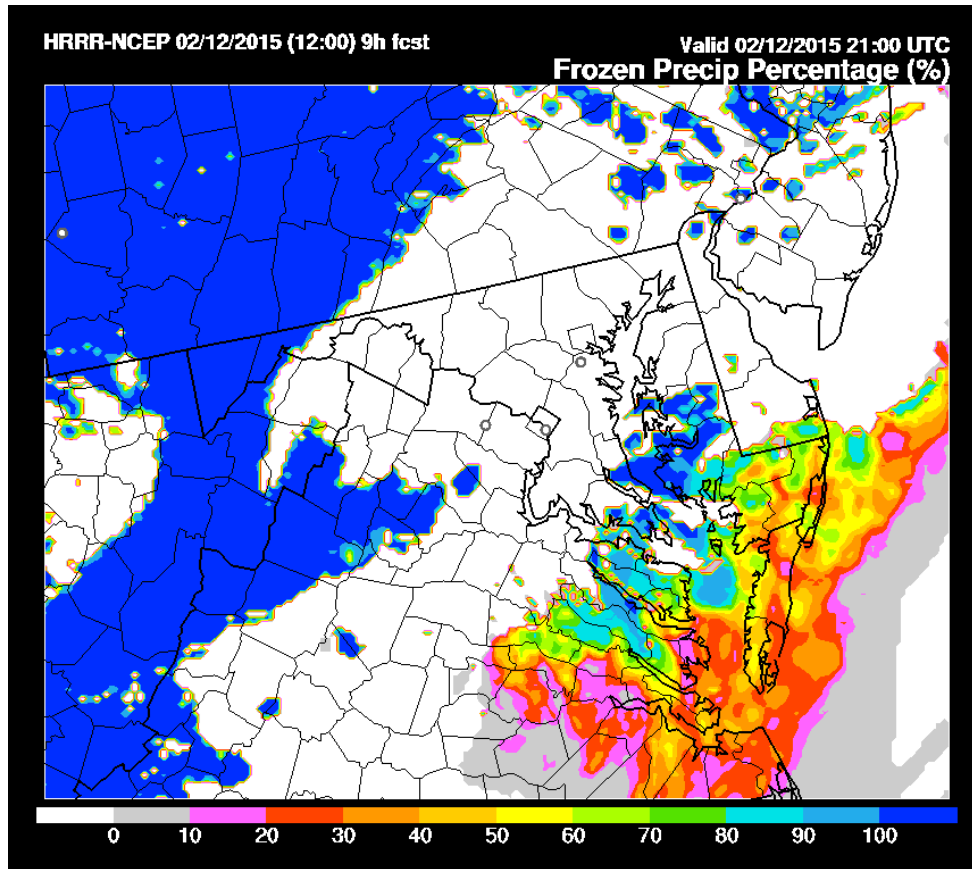 HRRR-NCEP 02/12/2015 (12:00) 9h fcst
Valid 02/12/2015 21:00 UTC
Frozen Precip Percentage (%)
0 10 20 30 40 50 60 70 80 90 100